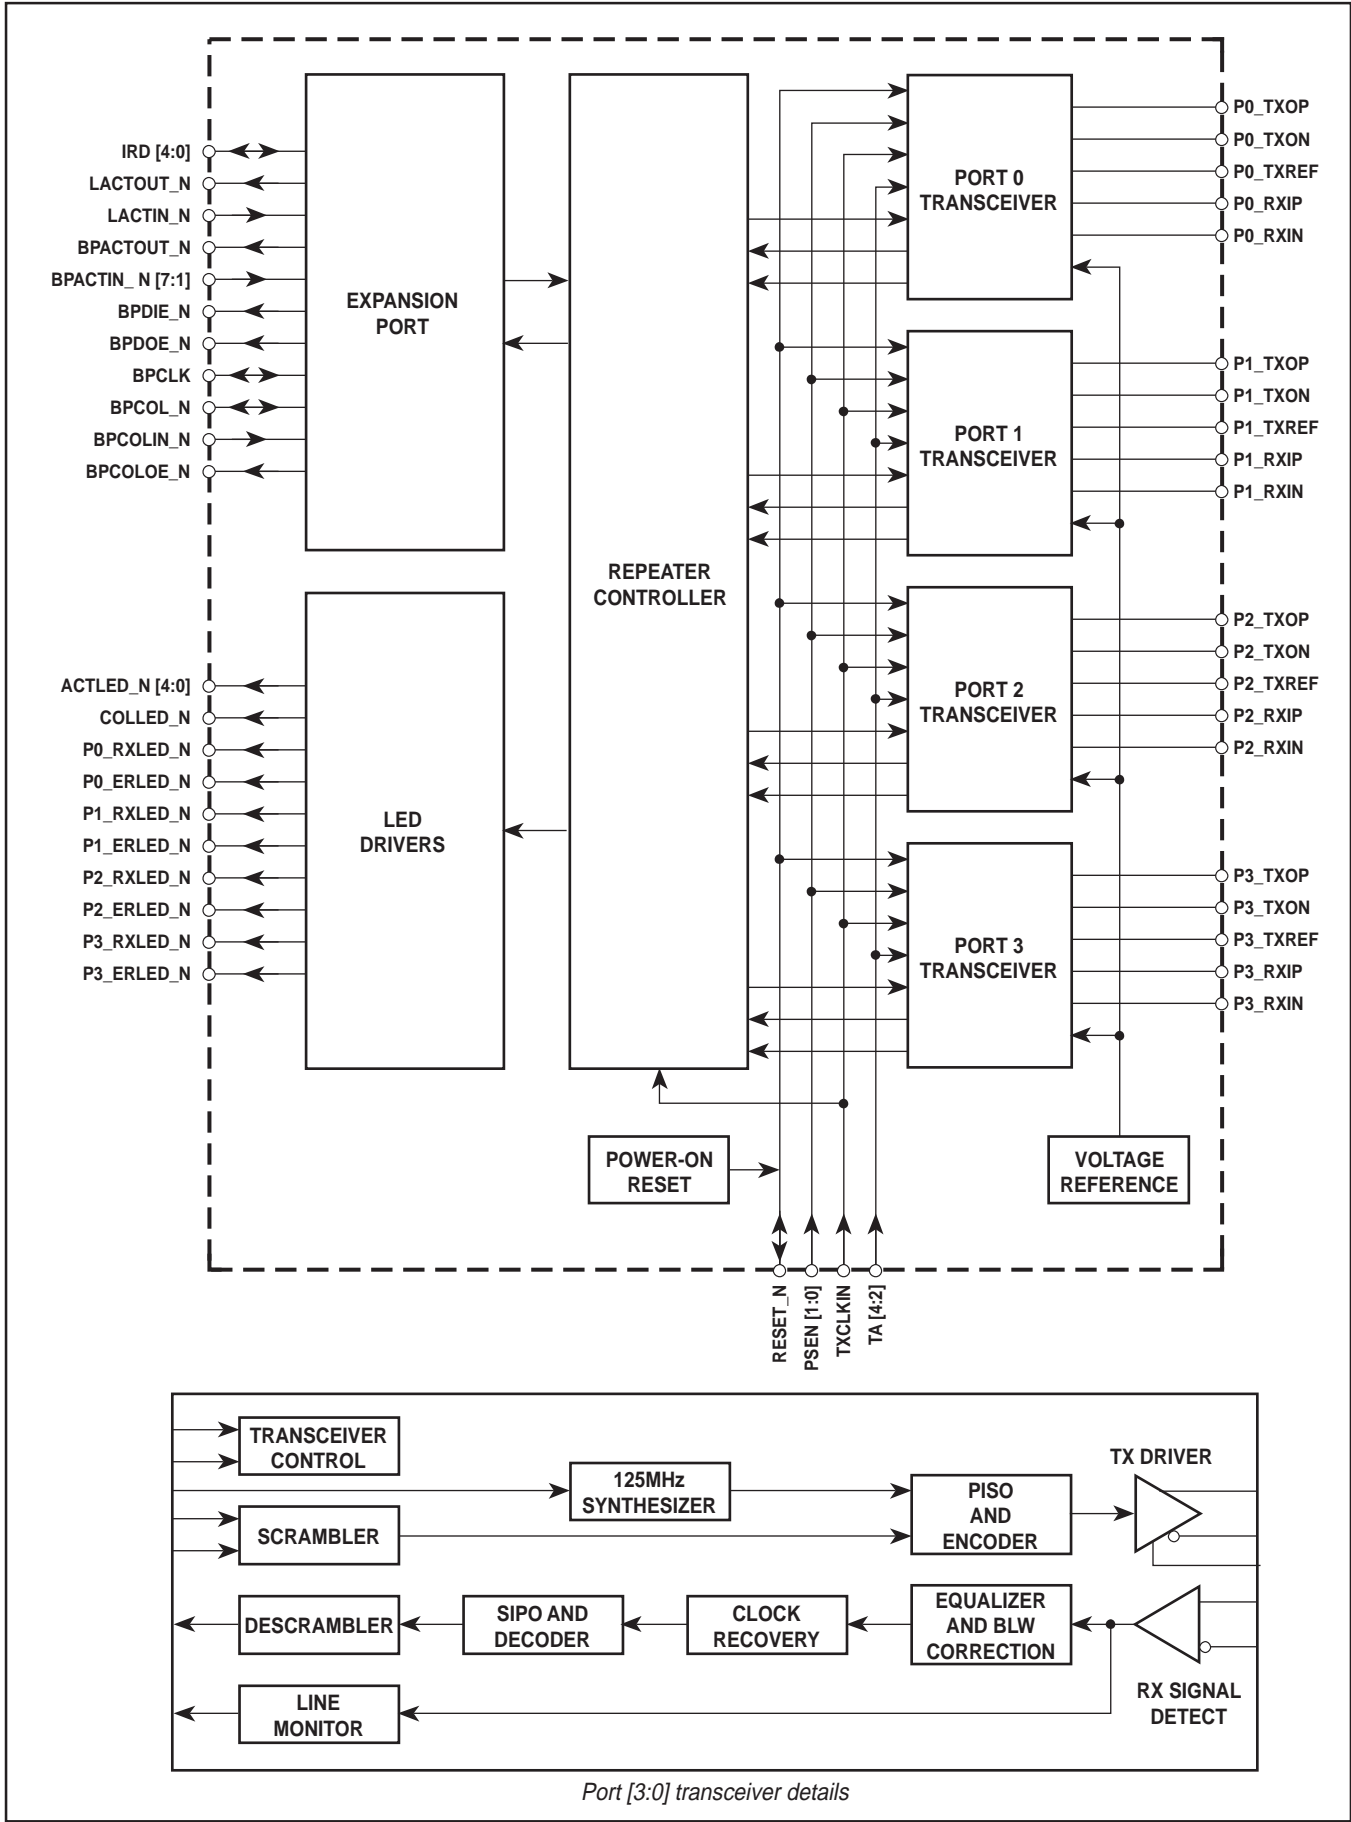 IRD [4:0]
LACTOUT_N
LACTIN_N
BPACTOUT_N
BPACTIN_ N [7:1]
BPDIE_N
BPDOE_N
BPCLK
BPCOL_N
BPCOLIN_N
BPCOLOE_N
EXPANSION
PORT
ACTLED_N [4:0]
COLLED_N
P0_RXLED_N
P0_ERLED_N
P1_RXLED_N
P1_ERLED_N
P2_RXLED_N
P2_ERLED_N
P3_RXLED_N
P3_ERLED_N
LED
DRIVERS
REPEATER
CONTROLLER
PORT 0
TRANSCEIVER
P0_TXOP
P0_TXON
P0_TXREF
P0_RXIP
P0_RXIN
PORT 1
TRANSCEIVER
P1_TXOP
P1_TXON
P1_TXREF
P1_RXIP
P1_RXIN
PORT 2
TRANSCEIVER
P2_TXOP
P2_TXON
P2_TXREF
P2_RXIP
P2_RXIN
PORT 3
TRANSCEIVER
P3_TXOP
P3_TXON
P3_TXREF
P3_RXIP
P3_RXIN
POWER-ON
RESET
VOLTAGE
REFERENCE
RESET_N
PSEN [1:0]
TXCLKIN
TA [4:2]
TRANSCEIVER
CONTROL
125MHz
SYNTHESIZER
SCRAMBLER
PISO
AND
ENCODER
TX DRIVER
DESCRAMBLER
SIPO AND
DECODER
CLOCK
RECOVERY
EQUALIZER
AND BLW
CORRECTION
RX SIGNAL
DETECT
LINE
MONITOR
Port [3:0] transceiver details